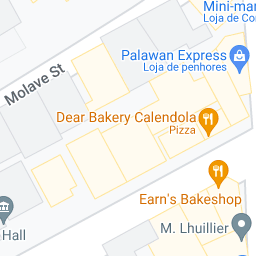 Mini-mar
Loja de Con
Palawan Express
Loja de penhores
Molave St
Dear Bakery Calendola
Pizza
Earn's Bakeshop
Hall
M. Lhuillier